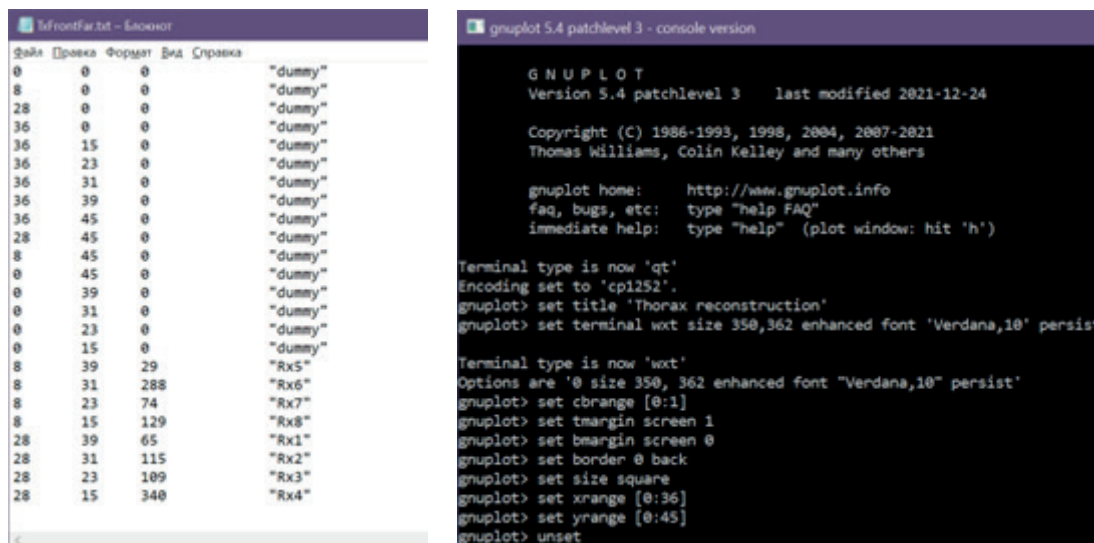 TxFrontFar.txt – Блокнот
Файл Правка Формат Вид Справка
0 0 0 "dummy"
8 0 0 "dummy"
28 0 0 "dummy"
36 0 0 "dummy"
36 15 0 "dummy"
36 23 0 "dummy"
36 31 0 "dummy"
36 39 0 "dummy"
36 45 0 "dummy"
28 45 0 "dummy"
8 45 0 "dummy"
0 45 0 "dummy"
0 39 0 "dummy"
0 31 0 "dummy"
0 23 0 "dummy"
0 15 0 "dummy"
8 39 29 "Rx5"
8 31 288 "Rx6"
8 23 74 "Rx7"
8 15 129 "Rx8"
28 39 65 "Rx1"
28 31 115 "Rx2"
28 23 109 "Rx3"
28 15 340 "Rx4"
gnuplot 5.4 patchlevel 3 - console version
G N U P L O T
Version 5.4 patchlevel 3 last modified 2021-12-24
Copyright (C) 1986-1993, 1998, 2004, 2007-2021
Thomas Williams, Colin Kelley and many others
gnuplot home: http://www.gnuplot.info
faq, bugs, etc: type "help FAQ"
immediate help: type "help" (plot window: hit 'h')
Terminal type is now 'qt'
Encoding set to 'cp1252'.
gnuplot> set title 'Thorax reconstruction'
gnuplot> set terminal wxt size 350,362 enhanced font 'Verdana,10' persist
Terminal type is now 'wxt'
Options are '0 size 350, 362 enhanced font "Verdana,10" persist'
gnuplot> set cbrange [0:1]
gnuplot> set tmargin screen 1
gnuplot> set bmargin screen 0
gnuplot> set border 0 back
gnuplot> set size square
gnuplot> set xrange [0:36]
gnuplot> set yrange [0:45]
gnuplot> unset